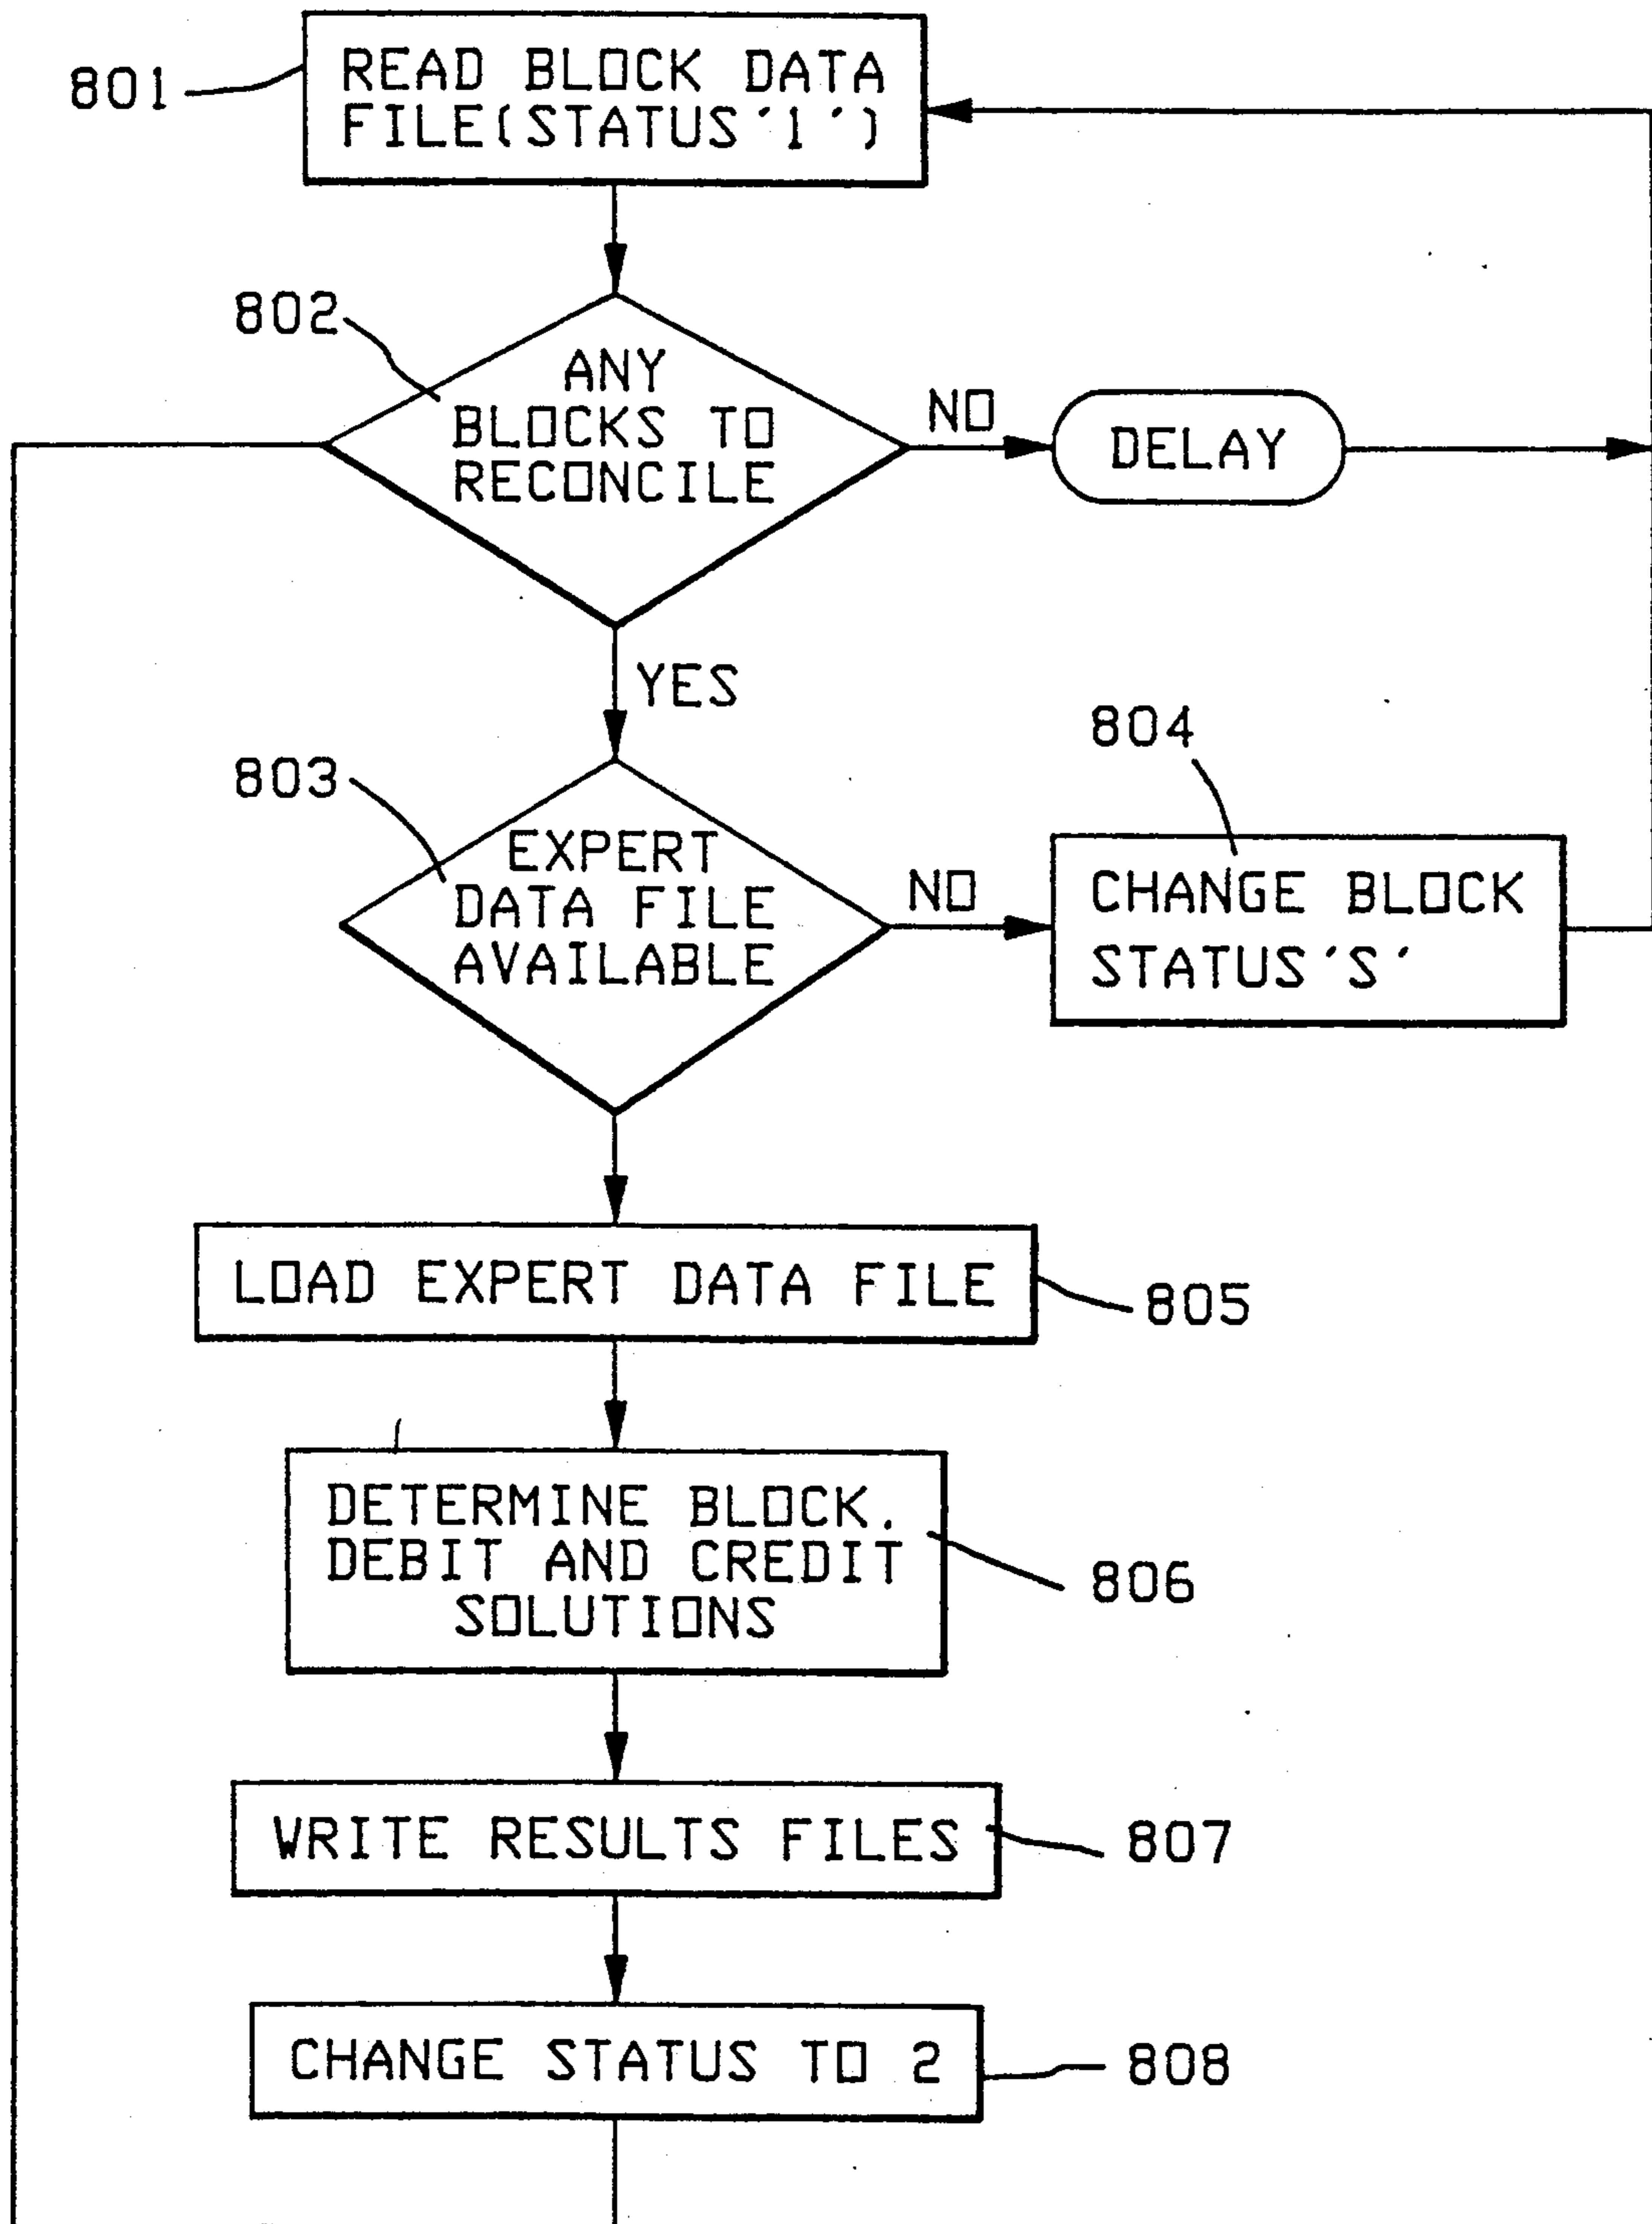 801
READ BLOCK DATA
FILE(STATUS'1')
802
ANY
BLOCKS TO
RECONCILE
NO
DELAY
YES
803
EXPERT
DATA FILE
AVAILABLE
NO
804
CHANGE BLOCK
STATUS'S'
LOAD EXPERT DATA FILE
805
DETERMINE BLOCK.
DEBIT AND CREDIT
SOLUTIONS
806
WRITE RESULTS FILES
807
CHANGE STATUS TO 2
808